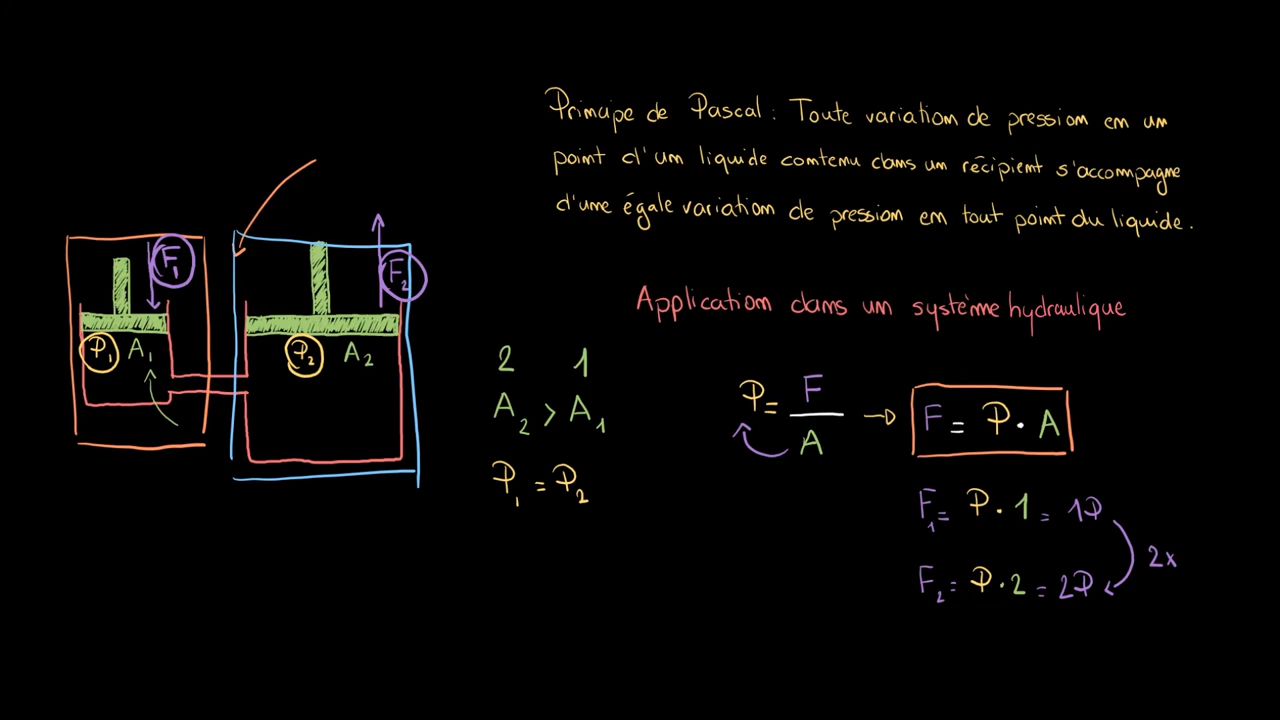 Principe de Pascal : Toute variation de pression en un
point d'un liquide contenu dans un récipient s'accompagne
d'une égale variation de pression en tout point du liquide.
Application dans un système hydraulique
F₁
F₂
P₁ A₁
P₂ A₂
2 1
A₂ > A₁
P₁ = P₂
P = F / A → F = P · A
F₁ = P · 1 = 1P
F₂ = P · 2 = 2P
2x